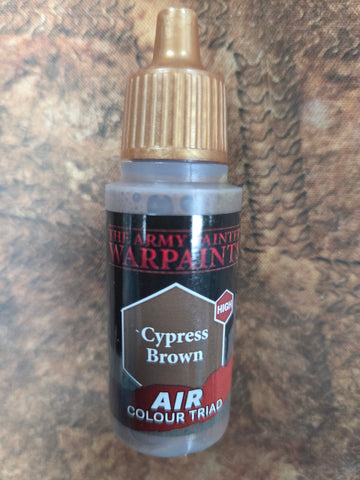 THE ARMY PAINTER
WARPAINTS
HIGH
Cypress
Brown
AIR
COLOUR TRIAD